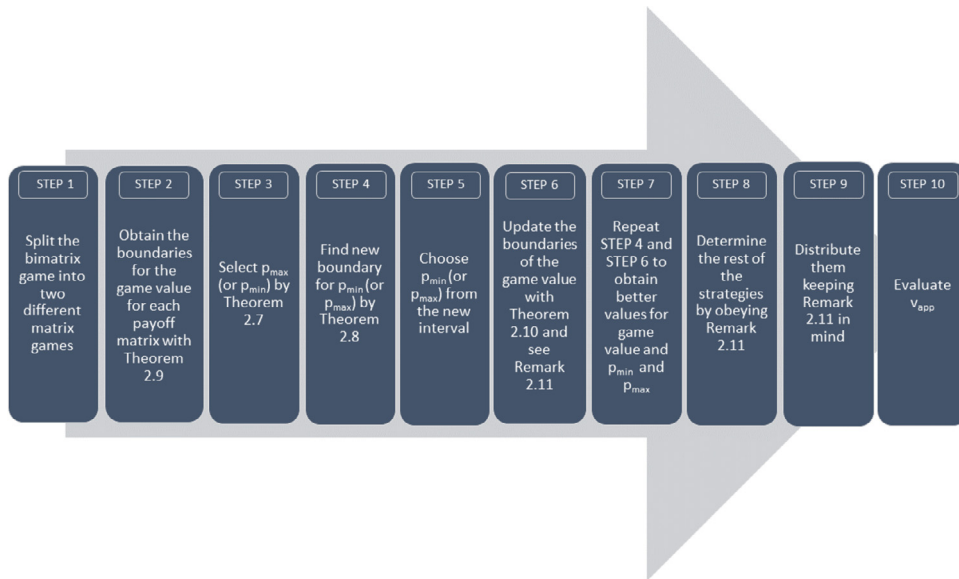 STEP 1
Split the
bimatrix
game into
two
different
matrix
games
STEP 2
Obtain the
boundaries
for the
game value
for each
payoff
matrix with
Theorem
2.9
STEP 3
Select pmax
(or pmin) by
Theorem
2.7
STEP 4
Find new
boundary
for pmin (or
pmax) by
Theorem
2.8
STEP 5
Choose
pmin (or
pmax) from
the new
interval
STEP 6
Update the
boundaries
of the
game value
with
Theorem
2.10 and
see
Remark
2.11
STEP 7
Repeat
STEP 4 and
STEP 6 to
obtain
better
values for
game
value and
pmin and
pmax
STEP 8
Determine
the rest of
the
strategies
by obeying
Remark
2.11
STEP 9
Distribute
them
keeping
Remark
2.11 in
mind
STEP 10
Evaluate
vapp